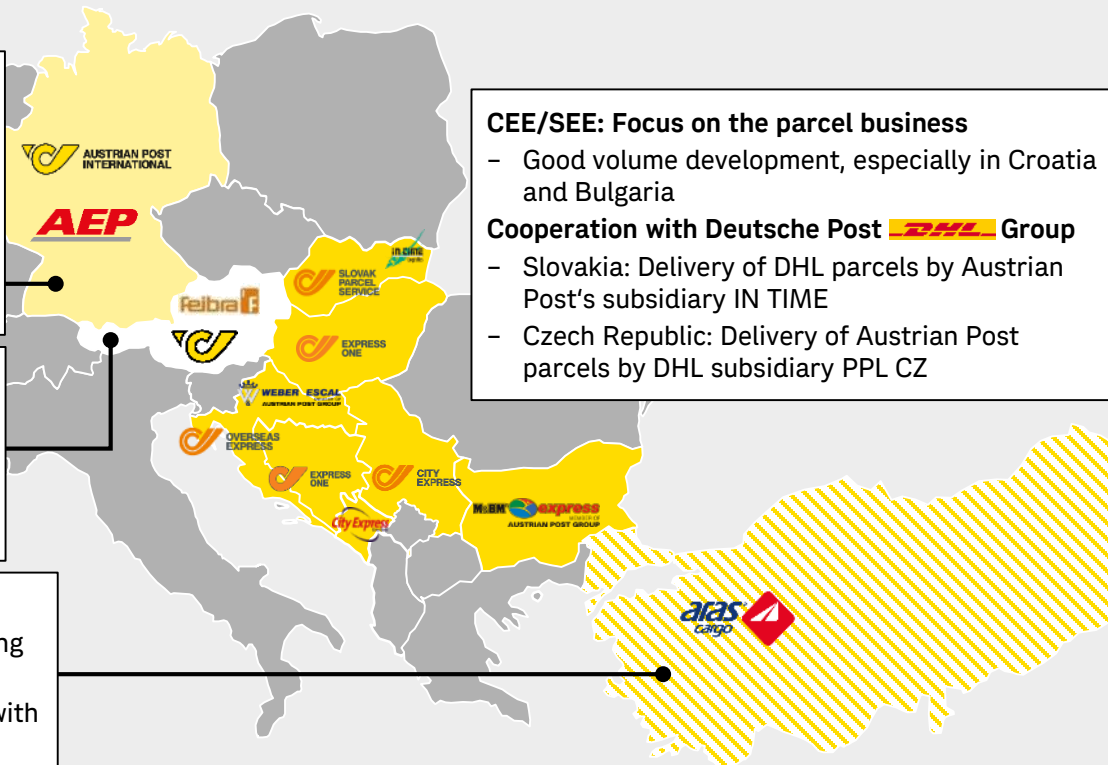 AUSTRIAN POST
INTERNATIONAL
AEP
CEE/SEE: Focus on the parcel business
– Good volume development, especially in Croatia
and Bulgaria
Cooperation with Deutsche Post DHL Group
– Slovakia: Delivery of DHL parcels by Austrian
Post's subsidiary IN TIME
– Czech Republic: Delivery of Austrian Post
parcels by DHL subsidiary PPL CZ
in time
SLOVAK
PARCEL
SERVICE
feibra
EXPRESS
ONE
WEBER ESCAL
AUSTRIAN POST GROUP
OVERSEAS
EXPRESS
EXPRESS
ONE
CITY
EXPRESS
City Express
M&BM express
MEMBER OF
AUSTRIAN POST GROUP
aras
cargo
ng
with